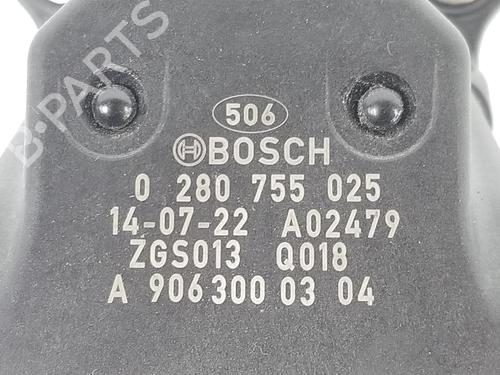 506
BOSCH
0 280 755 025
14-07-22 A02479
ZGS013 Q018
A 906 300 03 04
B-PARTS